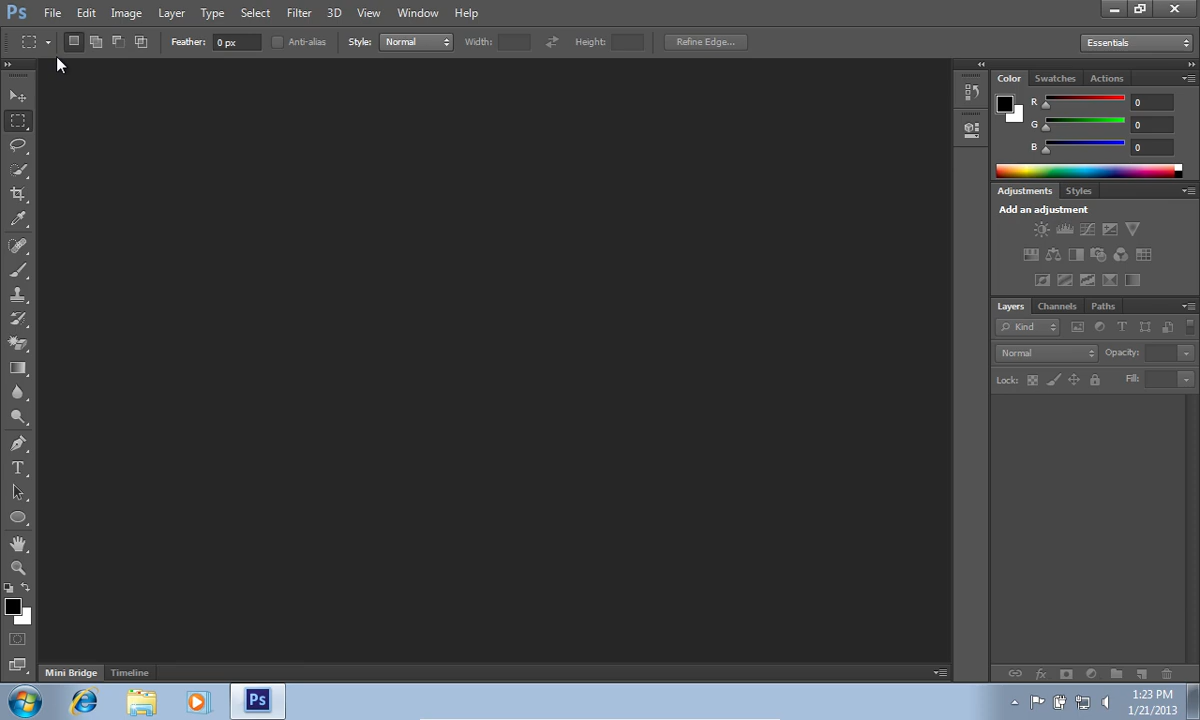 Ps File Edit Image Layer Type Select Filter 3D View Window Help
Feather: 0 px Anti-alias Style: Normal Width: Height: Refine Edge... Essentials
Color Swatches Actions
R 0
G 0
B 0
Adjustments Styles
Add an adjustment
Layers Channels Paths
Kind
Normal Opacity:
Lock: Fill:
Mini Bridge Timeline
Ps
1:23 PM
1/21/2013